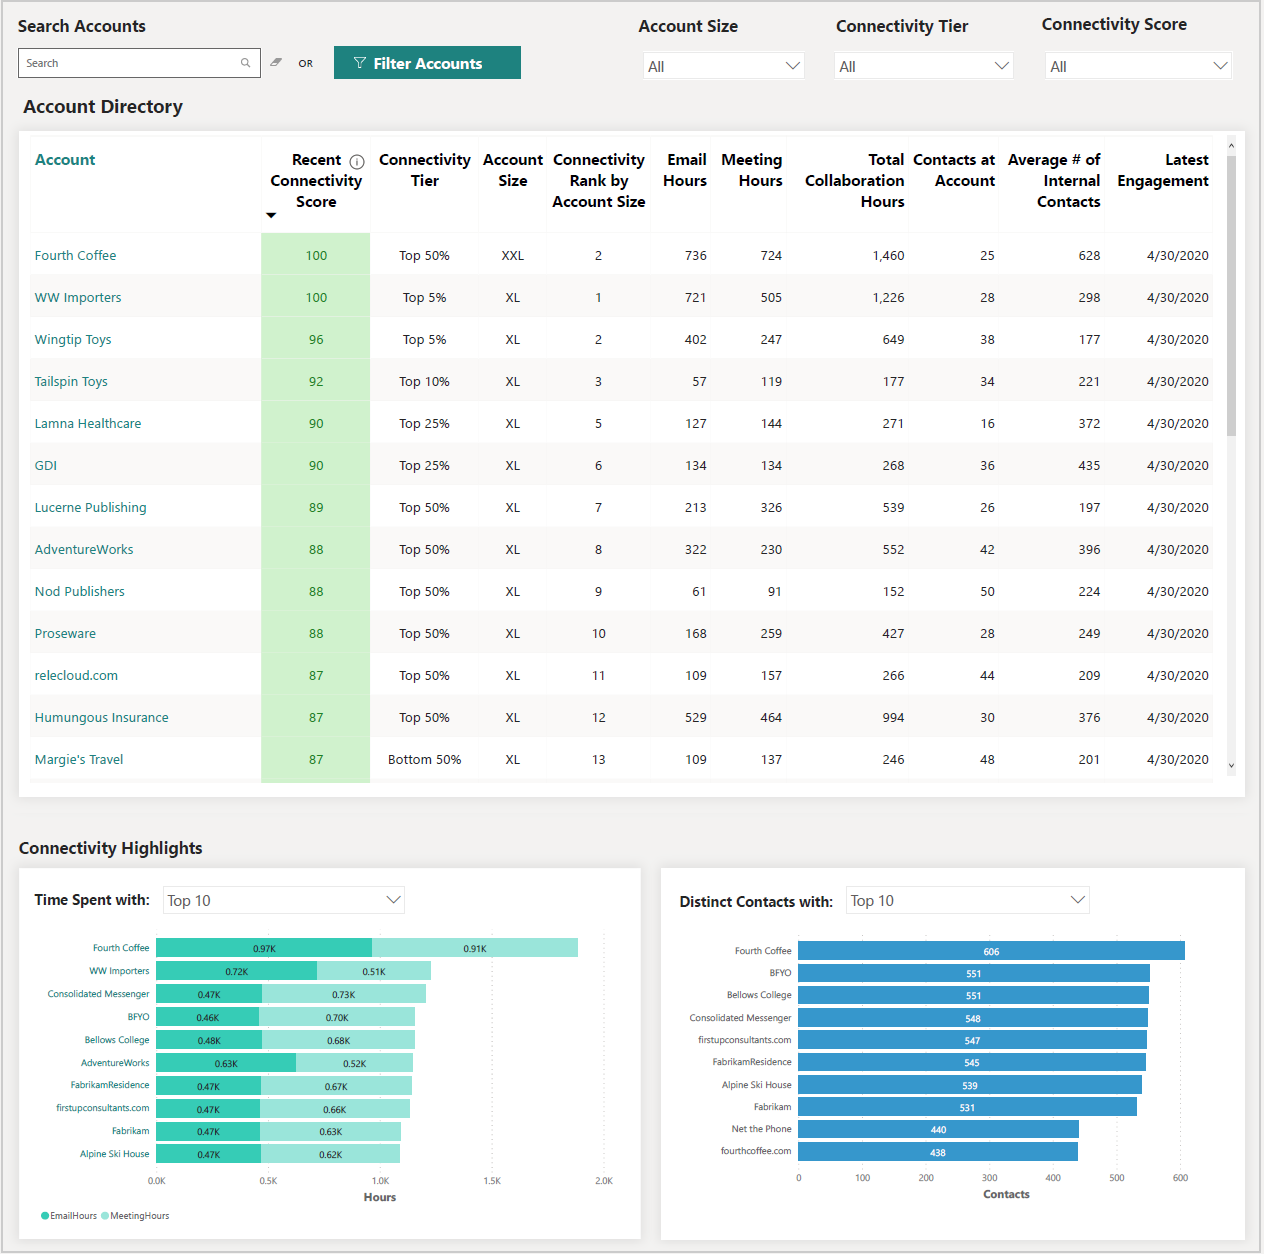 Search Accounts
Account Size
Connectivity Tier
Connectivity Score
Search
OR
Filter Accounts
All
All
All
Account Directory
Account
Recent Connectivity Score
Connectivity Tier
Account Size
Connectivity Rank by Account Size
Email Hours
Meeting Hours
Total Collaboration Hours
Contacts at Account
Average # of Internal Contacts
Latest Engagement
Fourth Coffee 100 Top 50% XXL 2 736 724 1,460 25 628 4/30/2020
WW Importers 100 Top 5% XL 1 721 505 1,226 28 298 4/30/2020
Wingtip Toys 96 Top 5% XL 2 402 247 649 38 177 4/30/2020
Tailspin Toys 92 Top 10% XL 3 57 119 177 34 221 4/30/2020
Lamna Healthcare 90 Top 25% XL 5 127 144 271 16 372 4/30/2020
GDI 90 Top 25% XL 6 134 134 268 36 435 4/30/2020
Lucerne Publishing 89 Top 50% XL 7 213 326 539 26 197 4/30/2020
AdventureWorks 88 Top 50% XL 8 322 230 552 42 396 4/30/2020
Nod Publishers 88 Top 50% XL 9 61 91 152 50 224 4/30/2020
Proseware 88 Top 50% XL 10 168 259 427 28 249 4/30/2020
relecloud.com 87 Top 50% XL 11 109 157 266 44 209 4/30/2020
Humungous Insurance 87 Top 50% XL 12 529 464 994 30 376 4/30/2020
Margie's Travel 87 Bottom 50% XL 13 109 137 246 48 201 4/30/2020
Connectivity Highlights
Time Spent with: Top 10
Fourth Coffee 0.97K 0.91K
WW Importers 0.72K 0.51K
Consolidated Messenger 0.47K 0.73K
BFYO 0.46K 0.70K
Bellows College 0.48K 0.68K
AdventureWorks 0.63K 0.52K
FabrikamResidence 0.47K 0.67K
firstupconsultants.com 0.47K 0.66K
Fabrikam 0.47K 0.63K
Alpine Ski House 0.47K 0.62K
0.0K 0.5K 1.0K 1.5K 2.0K
Hours
EmailHours MeetingHours
Distinct Contacts with: Top 10
Fourth Coffee 606
BFYO 551
Bellows College 551
Consolidated Messenger 548
firstupconsultants.com 547
FabrikamResidence 545
Alpine Ski House 539
Fabrikam 531
Net the Phone 440
fourthcoffee.com 438
0 100 200 300 400 500 600
Contacts